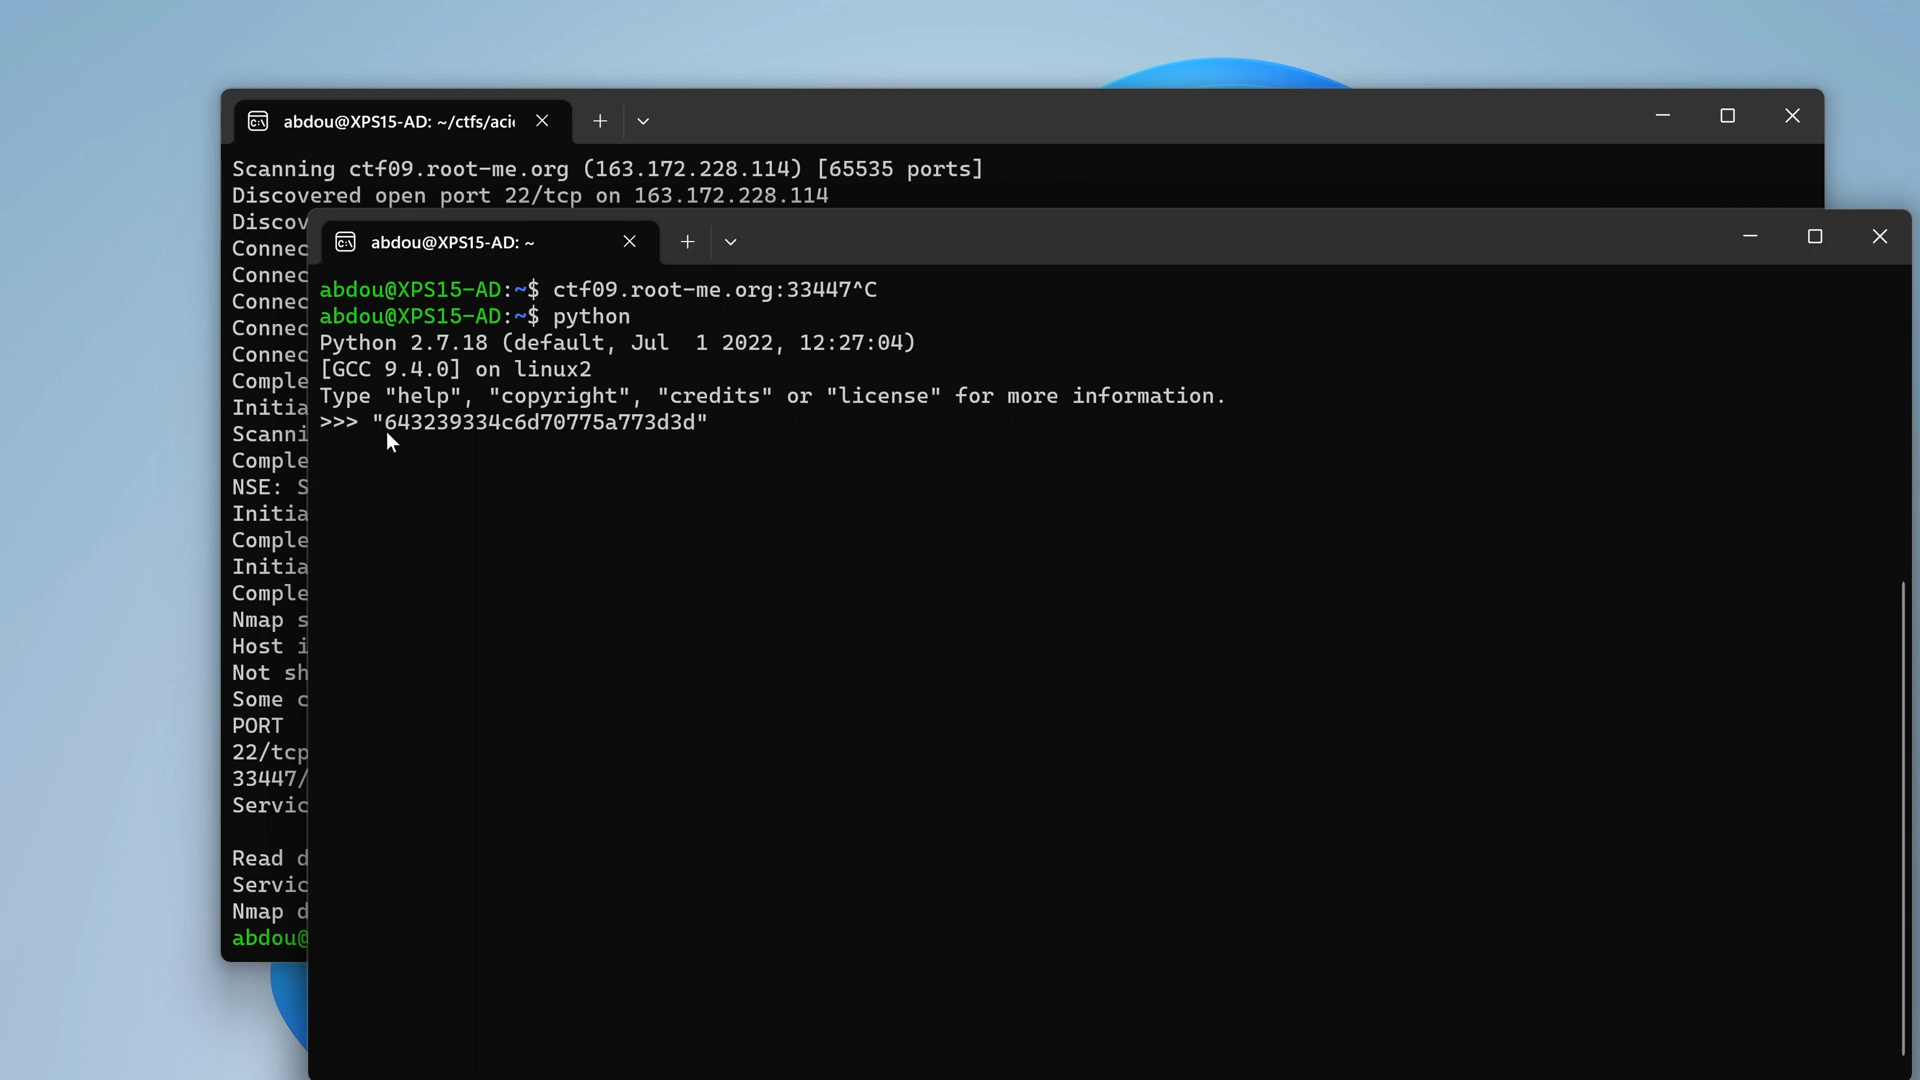 abdou@XPS15-AD: ~/ctfs/aci
Scanning ctf09.root-me.org (163.172.228.114) [65535 ports]
Discovered open port 22/tcp on 163.172.228.114
Discov
Connec
Connec
Connec
Connec
Connec
Comple
Initia
Scanni
Comple
NSE: S
Initia
Comple
Initia
Comple
Nmap s
Host i
Not sh
Some c
PORT
22/tcp
33447/
Servic
Read d
Servic
Nmap d
abdou@
abdou@XPS15-AD: ~
abdou@XPS15-AD:~$ ctf09.root-me.org:33447^C
abdou@XPS15-AD:~$ python
Python 2.7.18 (default, Jul  1 2022, 12:27:04)
[GCC 9.4.0] on linux2
Type "help", "copyright", "credits" or "license" for more information.
>>> "643239334c6d70775a773d3d"